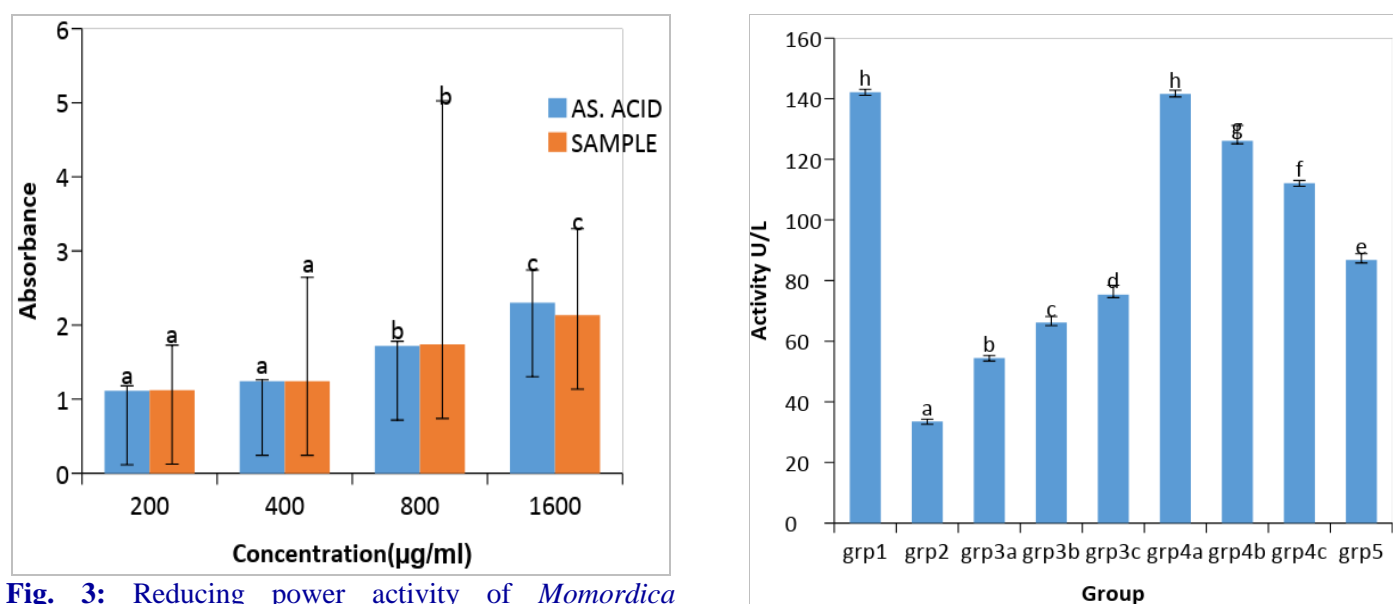 6
5
4
3
2
1
0
Absorbance
a
a
a
a
b
b
c
c
AS. ACID
SAMPLE
200 400 800 1600
Concentration(µg/ml)
Fig. 3: Reducing power activity of Momordica
160
140
120
100
80
60
40
20
0
Activity U/L
h
a
b
c
d
h
g
f
e
grp1 grp2 grp3a grp3b grp3c grp4a grp4b grp4c grp5
Group